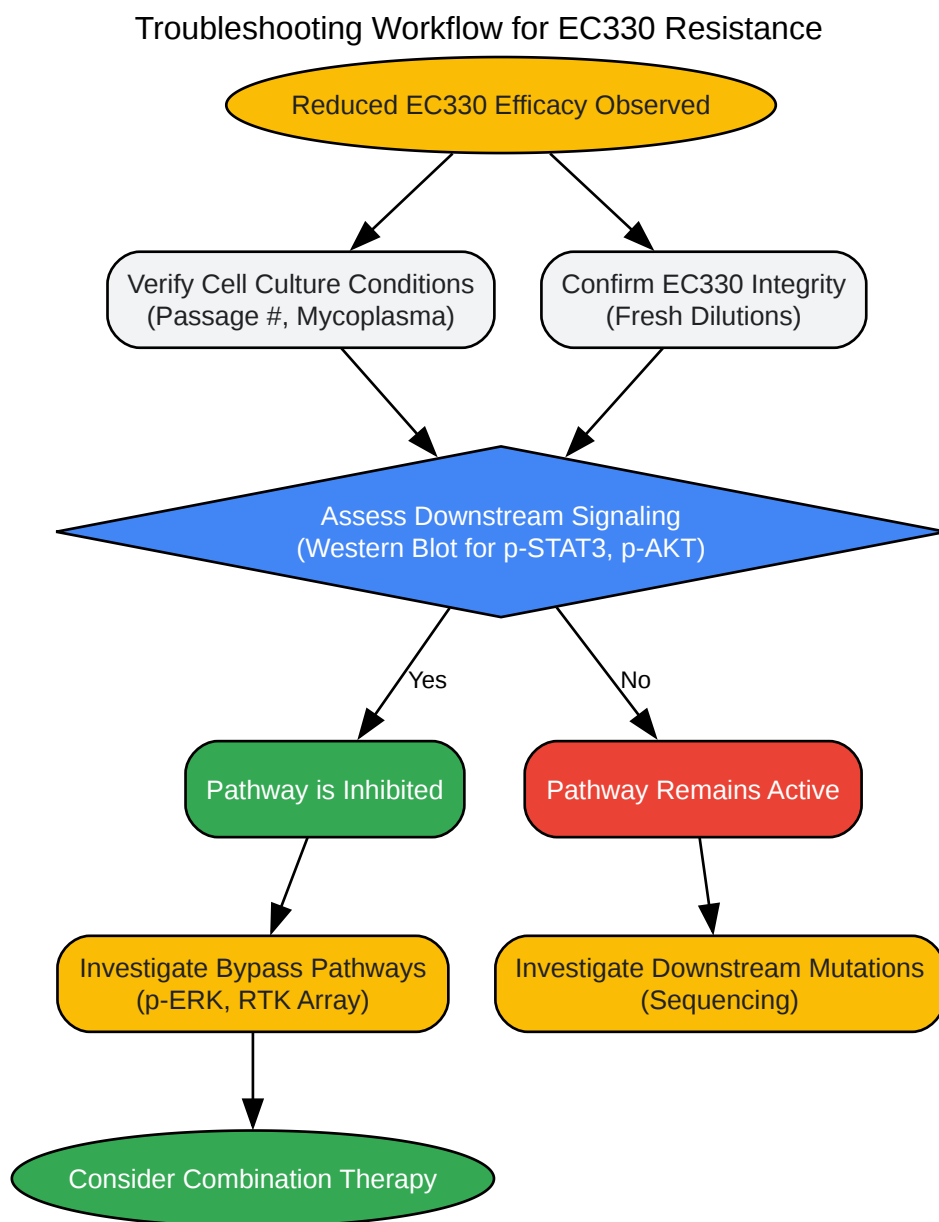 Troubleshooting Workflow for EC330 Resistance
Reduced EC330 Efficacy Observed
Verify Cell Culture Conditions
(Passage #, Mycoplasma)
Confirm EC330 Integrity
(Fresh Dilutions)
Assess Downstream Signaling
(Western Blot for p-STAT3, p-AKT)
Yes
No
Pathway is Inhibited
Pathway Remains Active
Investigate Bypass Pathways
(p-ERK, RTK Array)
Investigate Downstream Mutations
(Sequencing)
Consider Combination Therapy